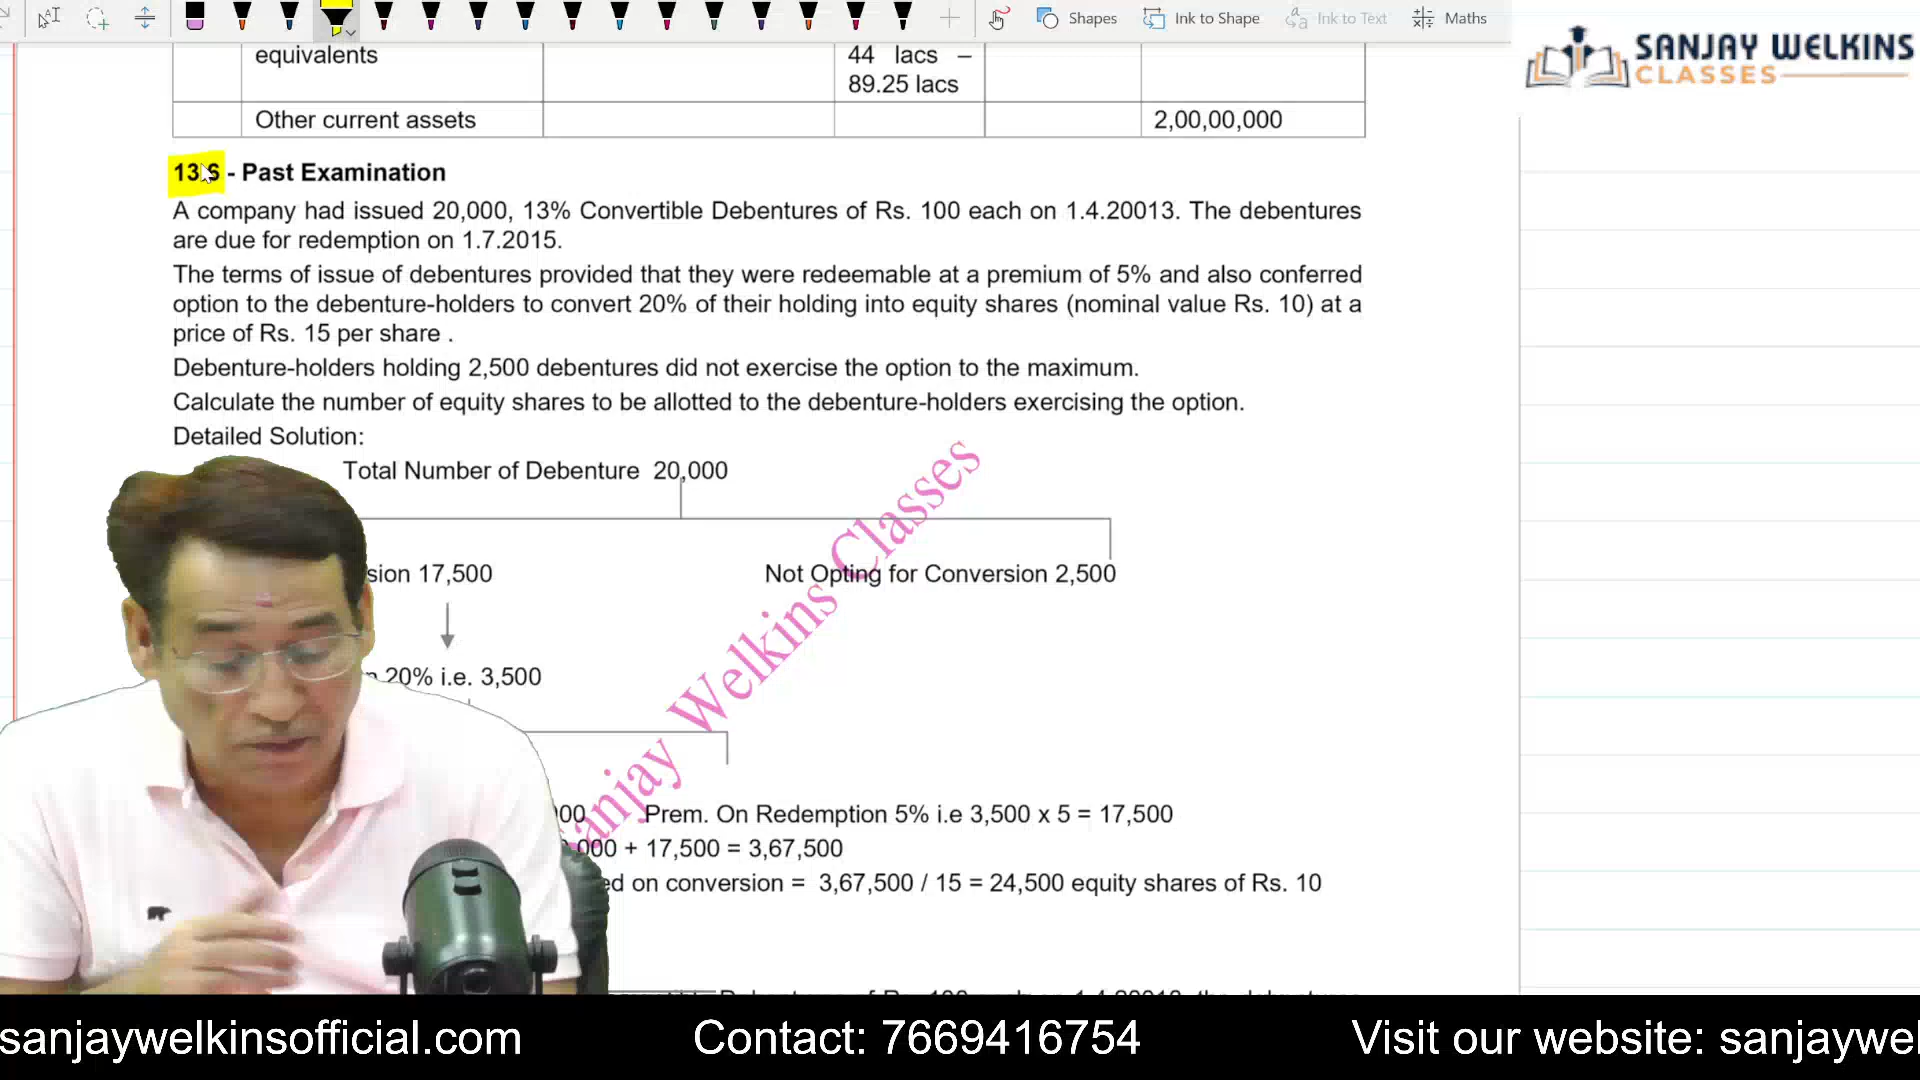 Shapes
Ink to Shape
Ink to Text
Maths
SANJAY WELKINS
CLASSES
equivalents
44 lacs –
89.25 lacs
Other current assets
2,00,00,000
13.6 - Past Examination
A company had issued 20,000, 13% Convertible Debentures of Rs. 100 each on 1.4.20013. The debentures
are due for redemption on 1.7.2015.
The terms of issue of debentures provided that they were redeemable at a premium of 5% and also conferred
option to the debenture-holders to convert 20% of their holding into equity shares (nominal value Rs. 10) at a
price of Rs. 15 per share .
Debenture-holders holding 2,500 debentures did not exercise the option to the maximum.
Calculate the number of equity shares to be allotted to the debenture-holders exercising the option.
Detailed Solution:
Total Number of Debenture 20,000
sion 17,500
Not Opting for Conversion 2,500
20% i.e. 3,500
Prem. On Redemption 5% i.e 3,500 x 5 = 17,500
000 + 17,500 = 3,67,500
ed on conversion = 3,67,500 / 15 = 24,500 equity shares of Rs. 10
Sanjay Welkins Classes
sanjaywelkinsofficial.com
Contact: 7669416754
Visit our website: sanjaywel